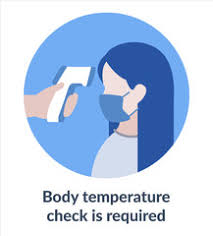 Body temperature
check is required